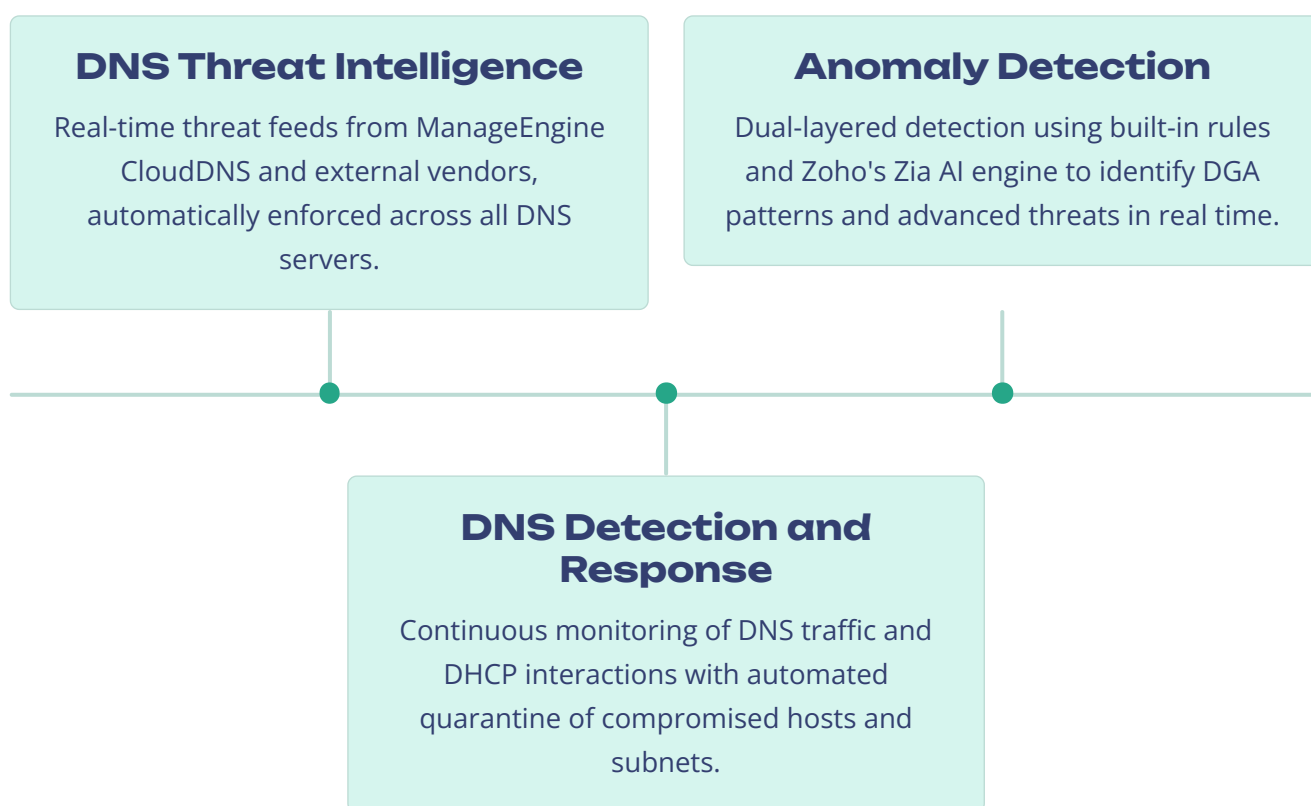 DNS Threat Intelligence
Real-time threat feeds from ManageEngine
CloudDNS and external vendors,
automatically enforced across all DNS
servers.
Anomaly Detection
Dual-layered detection using built-in rules
and Zoho's Zia AI engine to identify DGA
patterns and advanced threats in real time.
DNS Detection and
Response
Continuous monitoring of DNS traffic and
DHCP interactions with automated
quarantine of compromised hosts and
subnets.